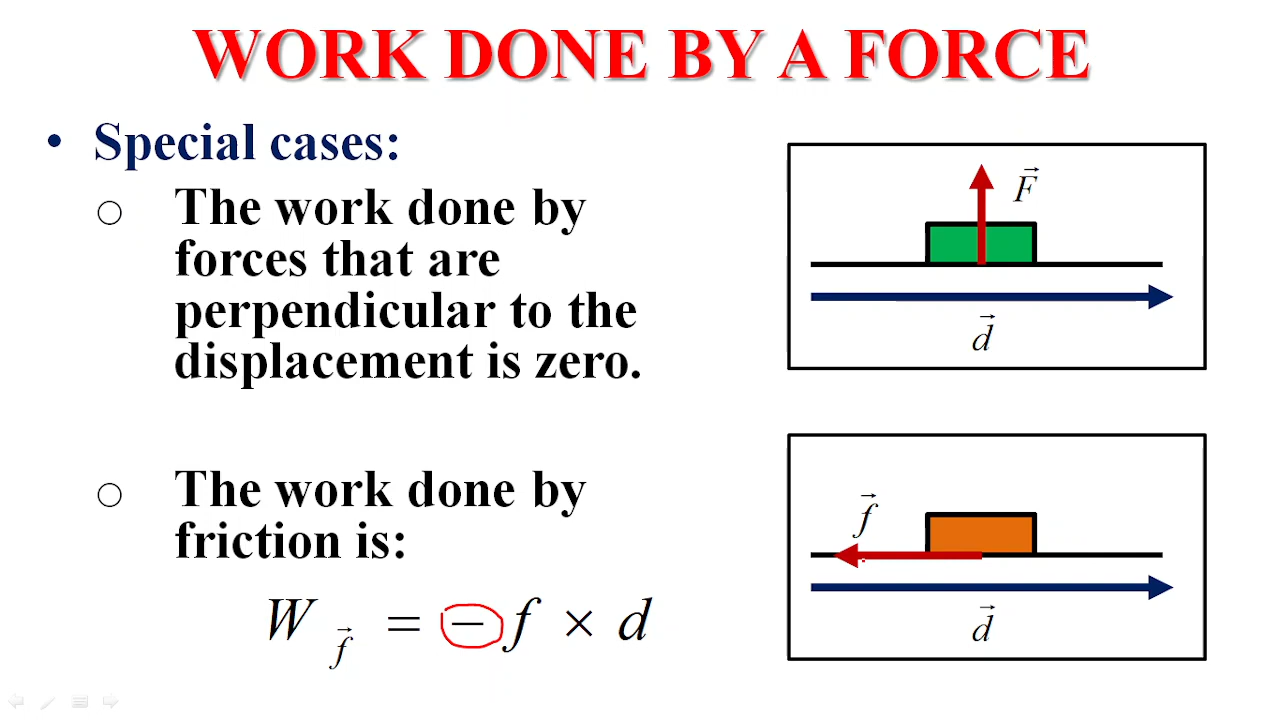 WORK DONE BY A FORCE
• Special cases:
o The work done by
forces that are
perpendicular to the
displacement is zero.
F⃗
d⃗
o The work done by
friction is:
W_f⃗ = − f × d
f⃗
d⃗